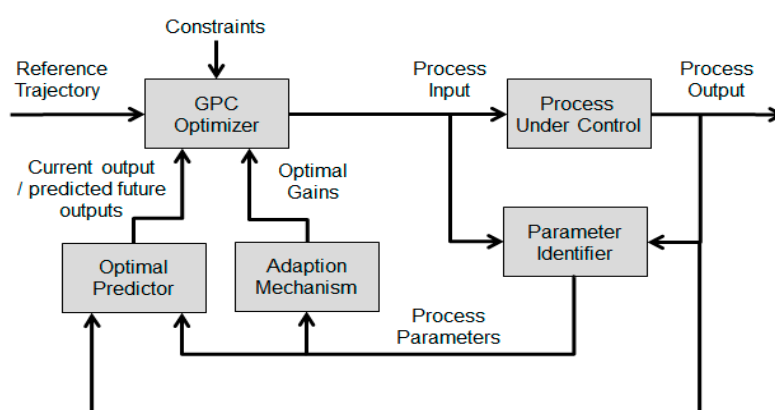 Constraints
Reference
Trajectory
GPC
Optimizer
Process
Input
Process
Under Control
Process
Output
Current output
/ predicted future
outputs
Optimal
Gains
Optimal
Predictor
Adaption
Mechanism
Parameter
Identifier
Process
Parameters